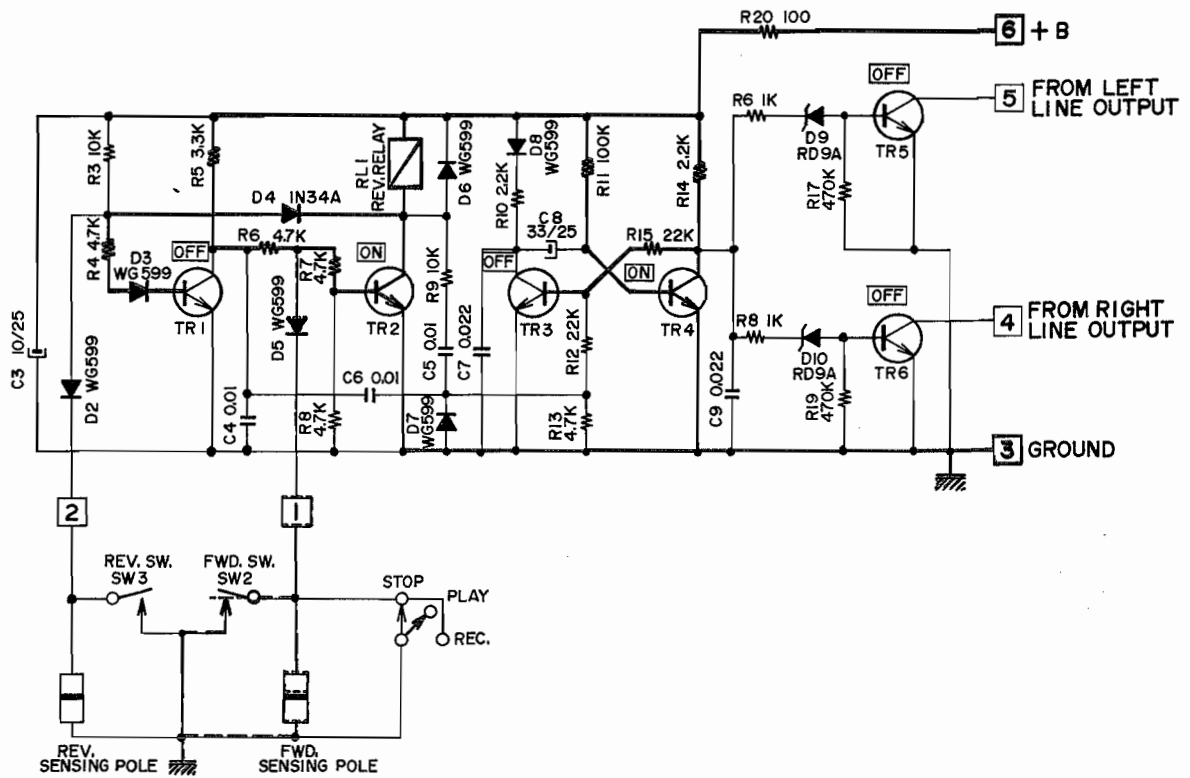 R20 100
6 + B
OFF
5 FROM LEFT
LINE OUTPUT
R6 1K
D9
RD9A
TR5
R17
470K
R3 10K
R5 3.3K
RL1
REV. RELAY
D6 WG599
D8
WG599
R10 2.2K
R11 100K
R14 2.2K
D4 1N34A
C8
33/25
R15 22K
R4 4.7K
D3
WG599
OFF
R6 4.7K
R7
4.7K
ON
R9 10K
OFF
ON
TR1
TR2
TR3
TR4
D5 WG599
C5 0.01
C7 0.022
R12 22K
R8 1K
D10
RD9A
OFF
TR6
4 FROM RIGHT
LINE OUTPUT
R19
470K
C3 10/25
D2 WG599
C4 0.01
C6 0.01
R8
4.7K
D7
WG599
R13
4.7K
C9 0.022
3 GROUND
2
1
REV. SW.
SW3
FWD. SW.
SW2
STOP
PLAY
REC.
REV.
SENSING POLE
FWD.
SENSING POLE